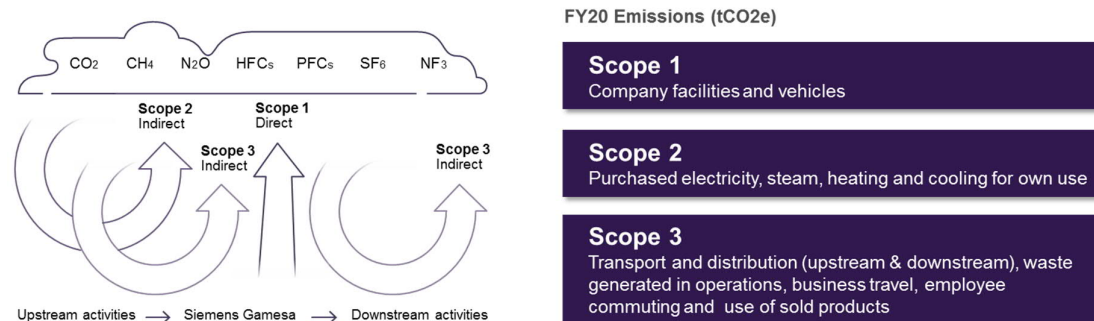 CO2 CH4 N2O HFCs PFCs SF6 NF3
Scope 2
Indirect
Scope 1
Direct
Scope 3
Indirect
Scope 3
Indirect
Upstream activities → Siemens Gamesa → Downstream activities
FY20 Emissions (tCO2e)
Scope 1
Company facilities and vehicles
Scope 2
Purchased electricity, steam, heating and cooling for own use
Scope 3
Transport and distribution (upstream & downstream), waste
generated in operations, business travel, employee
commuting and use of sold products